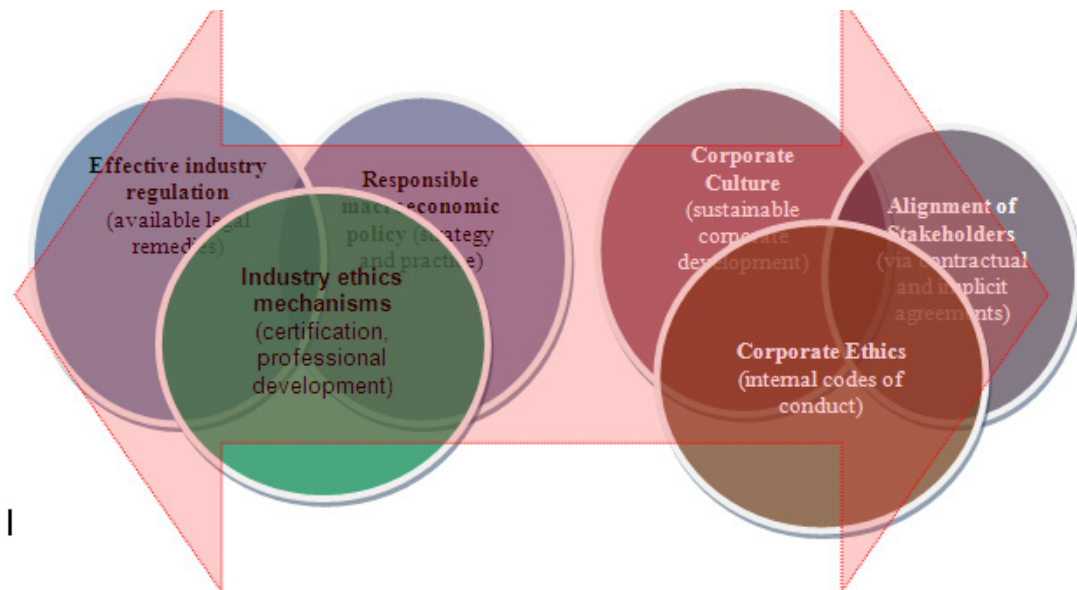 Effective industry
regulation
(available legal
remedies)
Responsible
macroeconomic
policy (strategy
and practice)
Industry ethics
mechanisms
(certification,
professional
development)
Corporate
Culture
(sustainable
corporate
development)
Alignment of
Stakeholders
(via contractual
and implicit
agreements)
Corporate Ethics
(internal codes of
conduct)
l